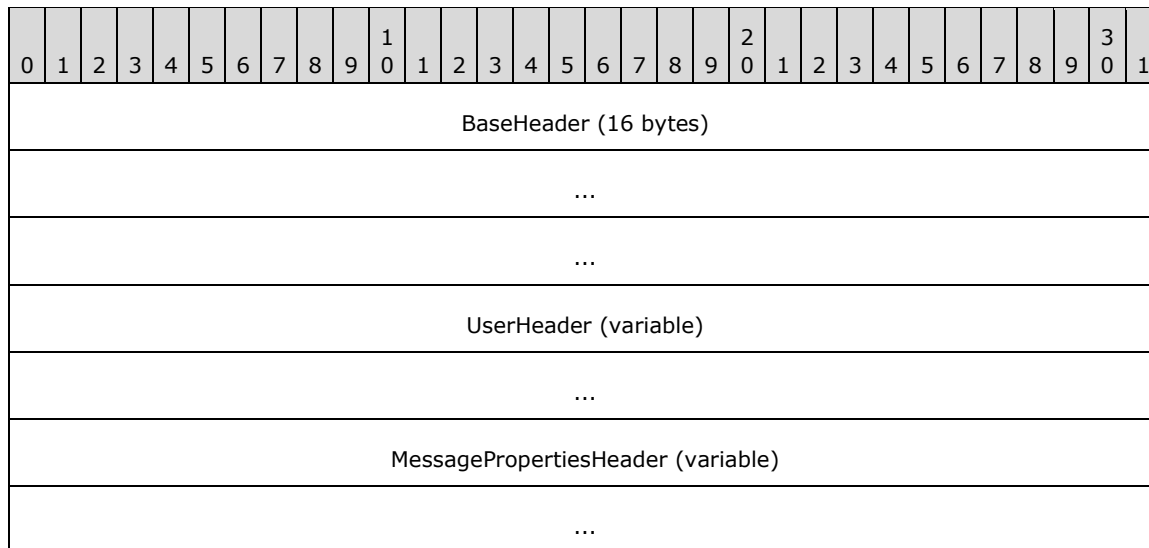 1 2 3
0 1 2 3 4 5 6 7 8 9 0 1 2 3 4 5 6 7 8 9 0 1 2 3 4 5 6 7 8 9 0 1
BaseHeader (16 bytes)
...
...
UserHeader (variable)
...
MessagePropertiesHeader (variable)
...